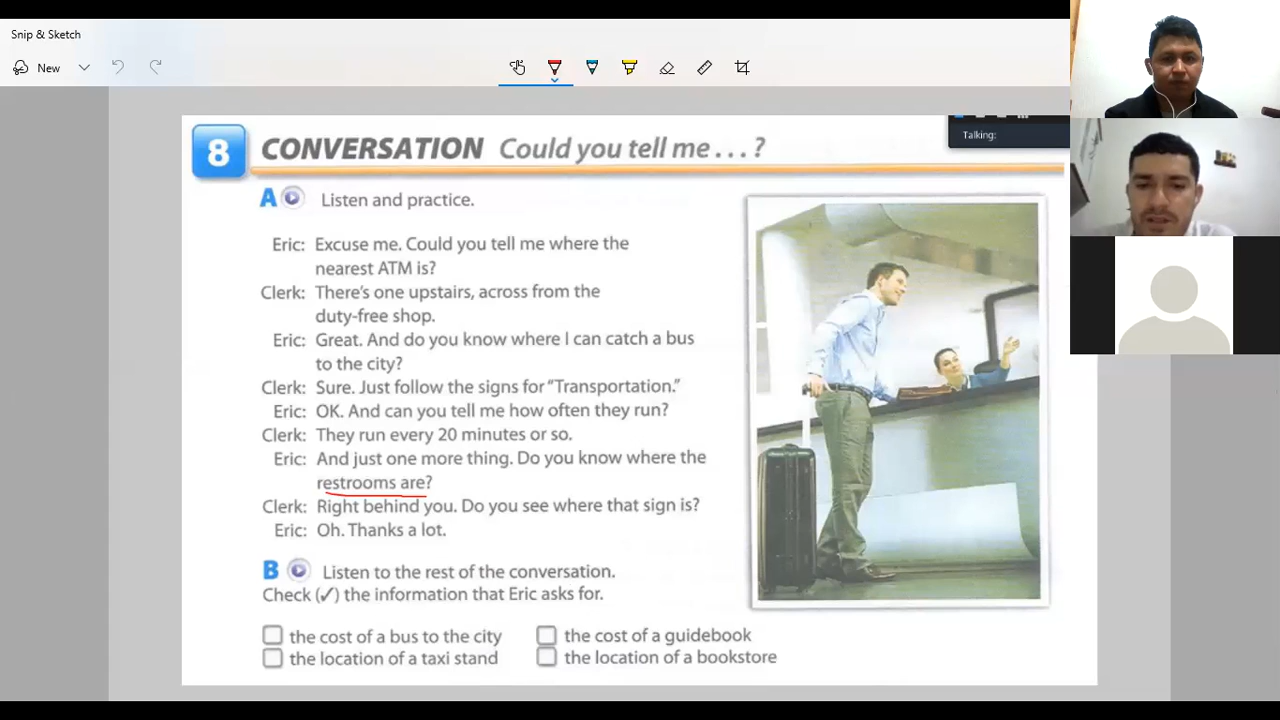 Snip & Sketch
New
Talking:
8 CONVERSATION Could you tell me . . . ?
A Listen and practice.
Eric: Excuse me. Could you tell me where the
nearest ATM is?
Clerk: There's one upstairs, across from the
duty-free shop.
Eric: Great. And do you know where I can catch a bus
to the city?
Clerk: Sure. Just follow the signs for "Transportation."
Eric: OK. And can you tell me how often they run?
Clerk: They run every 20 minutes or so.
Eric: And just one more thing. Do you know where the
restrooms are?
Clerk: Right behind you. Do you see where that sign is?
Eric: Oh. Thanks a lot.
B Listen to the rest of the conversation.
Check (✓) the information that Eric asks for.
the cost of a bus to the city
the cost of a guidebook
the location of a taxi stand
the location of a bookstore